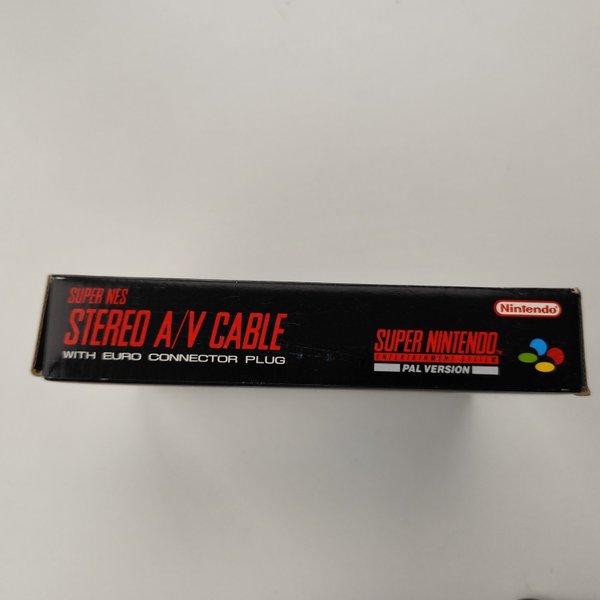 SUPER NES
STEREO A/V CABLE
WITH EURO CONNECTOR PLUG
Nintendo
SUPER NINTENDO
ENTERTAINMENT SYSTEM
PAL VERSION